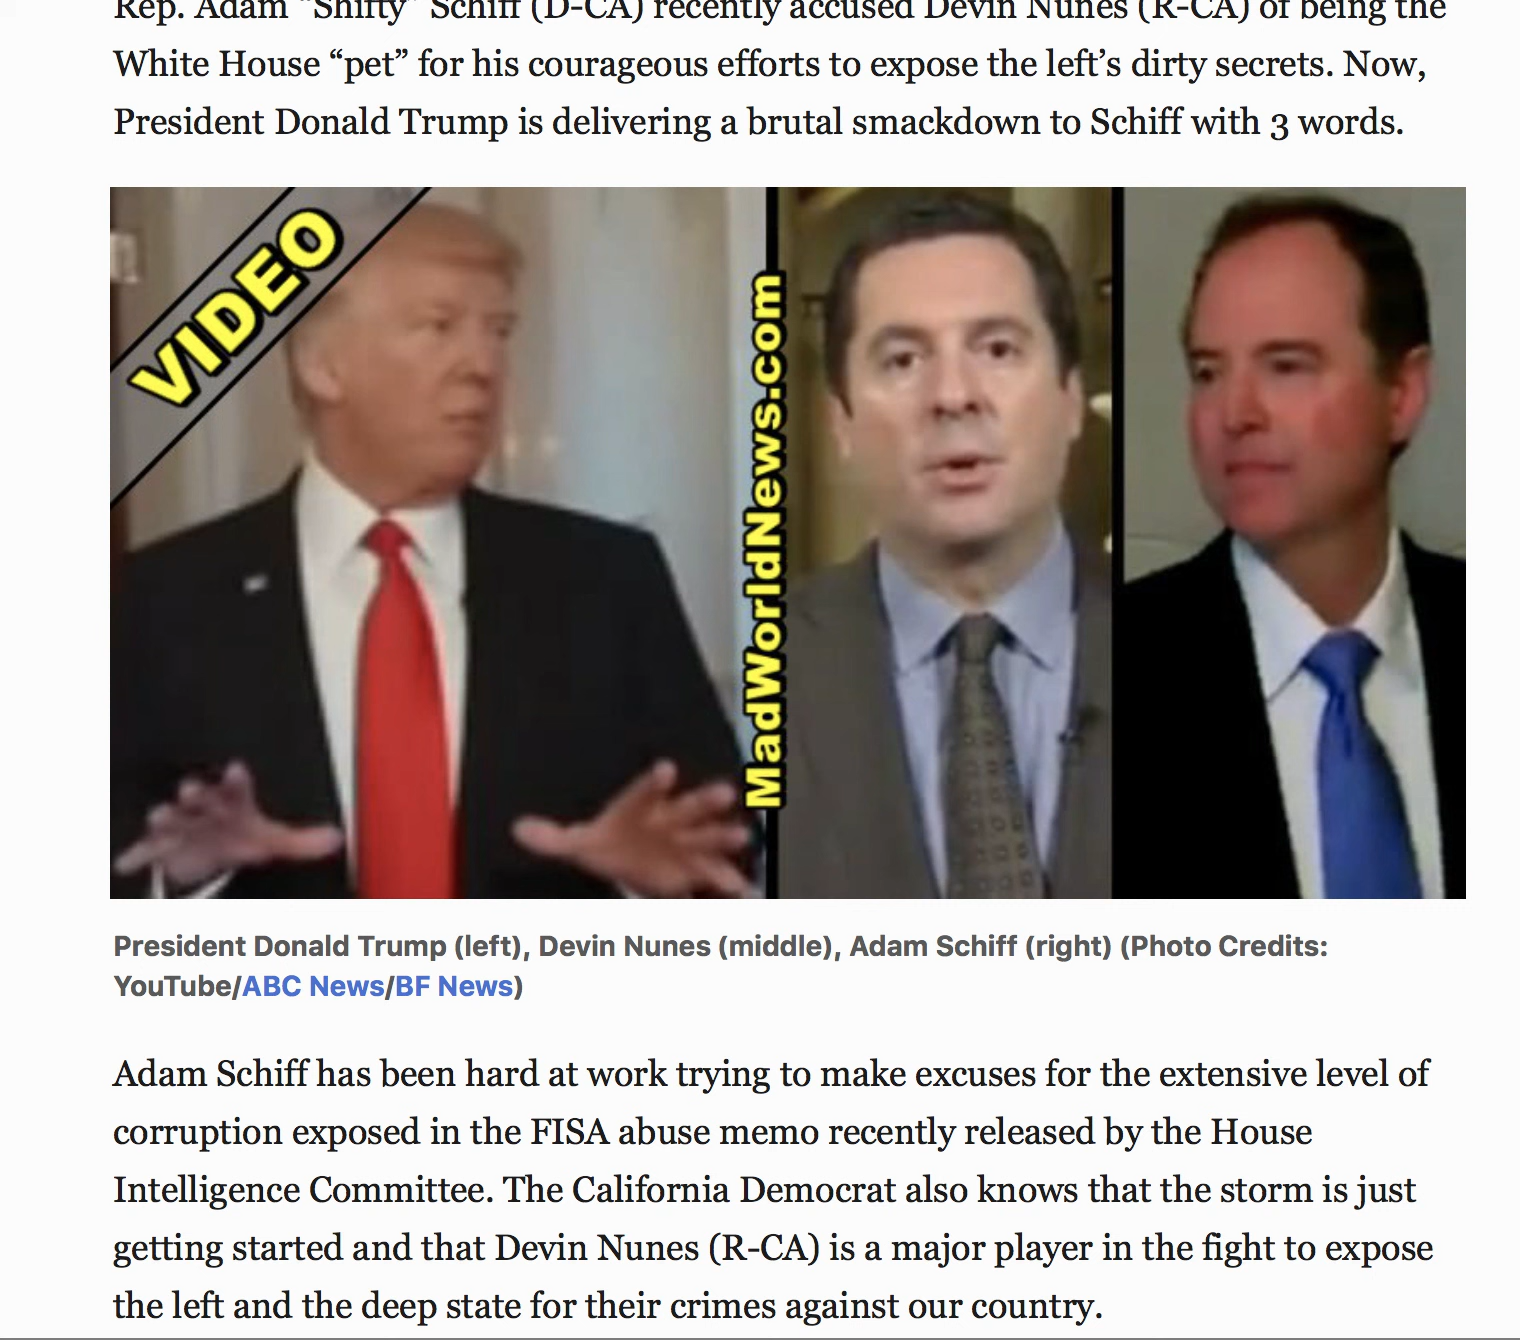 Rep. Adam “Shifty” Schiff (D-CA) recently accused Devin Nunes (R-CA) of being the
White House “pet” for his courageous efforts to expose the left’s dirty secrets. Now,
President Donald Trump is delivering a brutal smackdown to Schiff with 3 words.
VIDEO
MadWorldNews.com
President Donald Trump (left), Devin Nunes (middle), Adam Schiff (right) (Photo Credits:
YouTube/ABC News/BF News)
Adam Schiff has been hard at work trying to make excuses for the extensive level of
corruption exposed in the FISA abuse memo recently released by the House
Intelligence Committee. The California Democrat also knows that the storm is just
getting started and that Devin Nunes (R-CA) is a major player in the fight to expose
the left and the deep state for their crimes against our country.